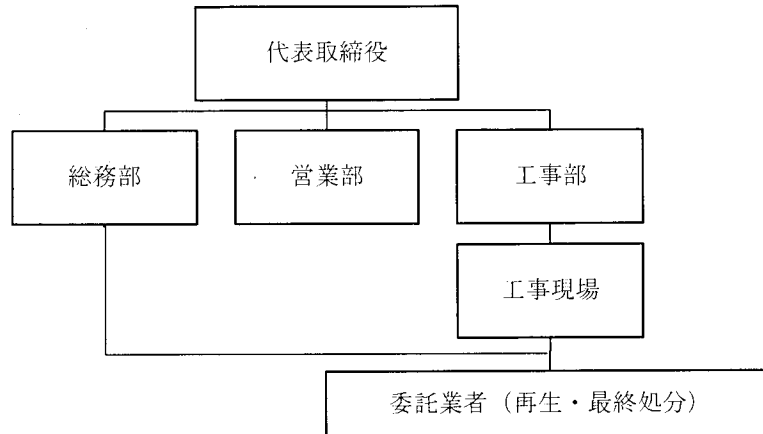 代表取締役
総務部
営業部
工事部
工事現場
委託業者（再生・最終処分）